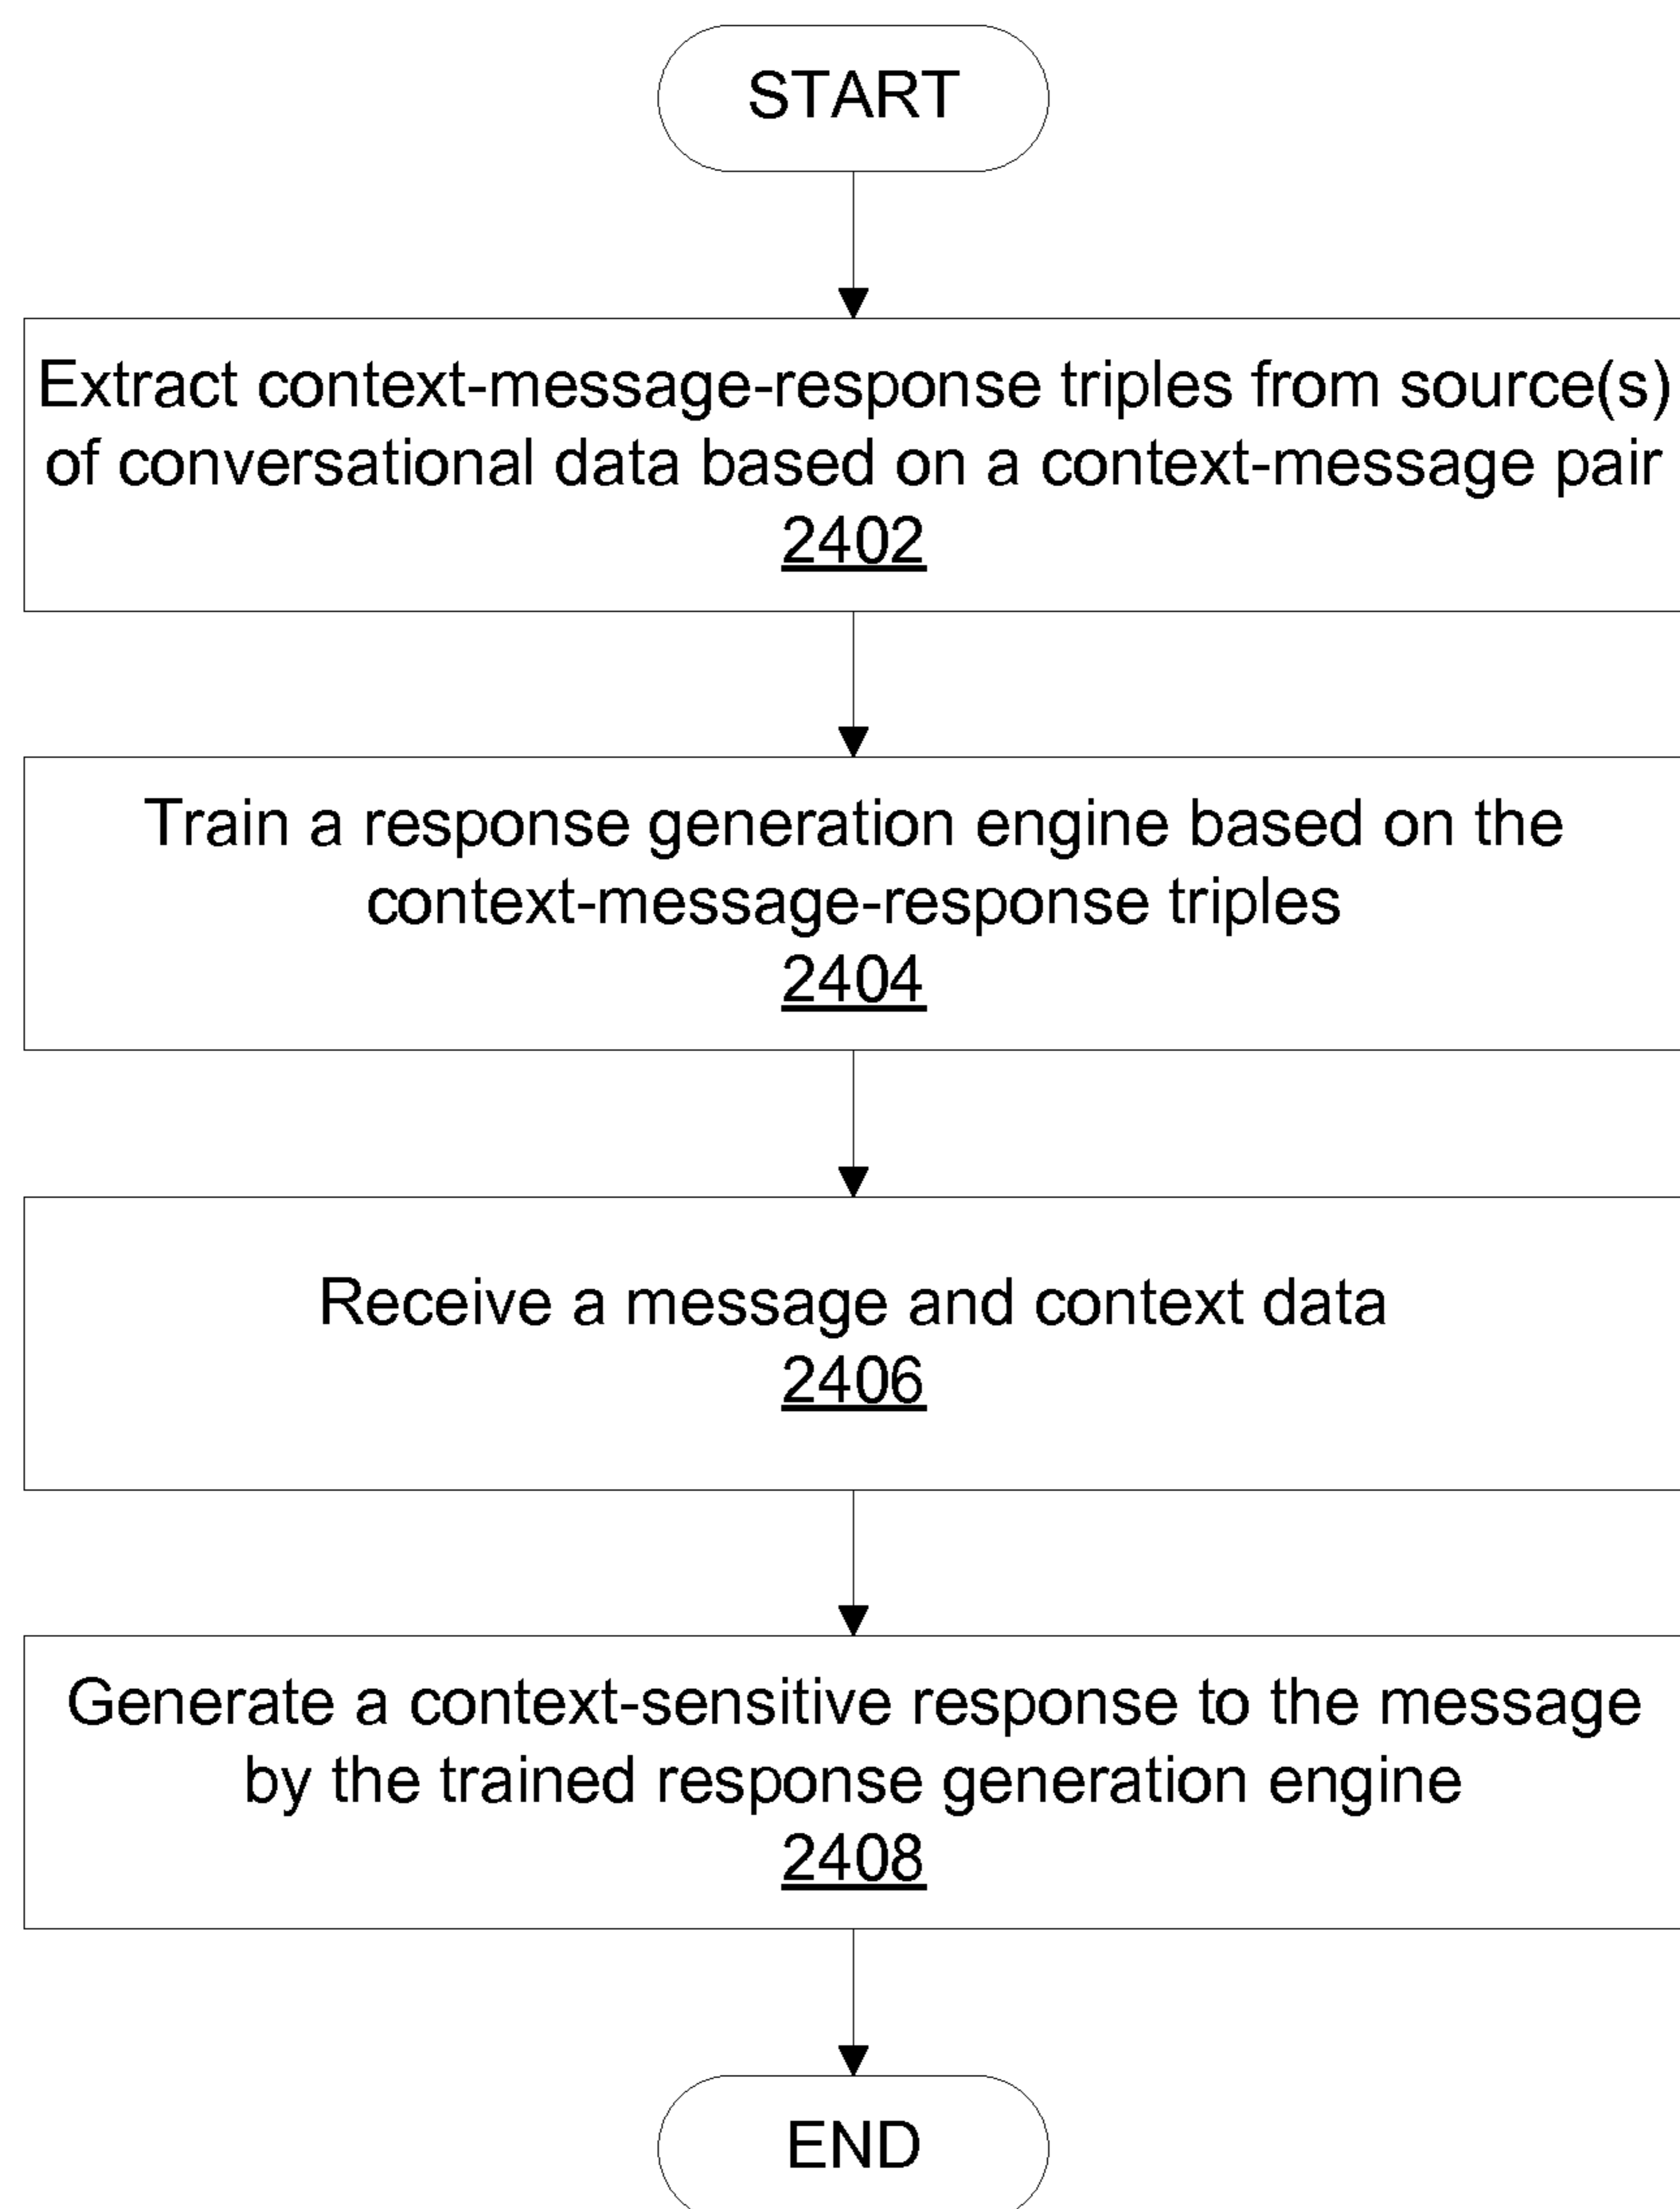 START
Extract context-message-response triples from source(s)
of conversational data based on a context-message pair
2402
Train a response generation engine based on the
context-message-response triples
2404
Receive a message and context data
2406
Generate a context-sensitive response to the message
by the trained response generation engine
2408
END